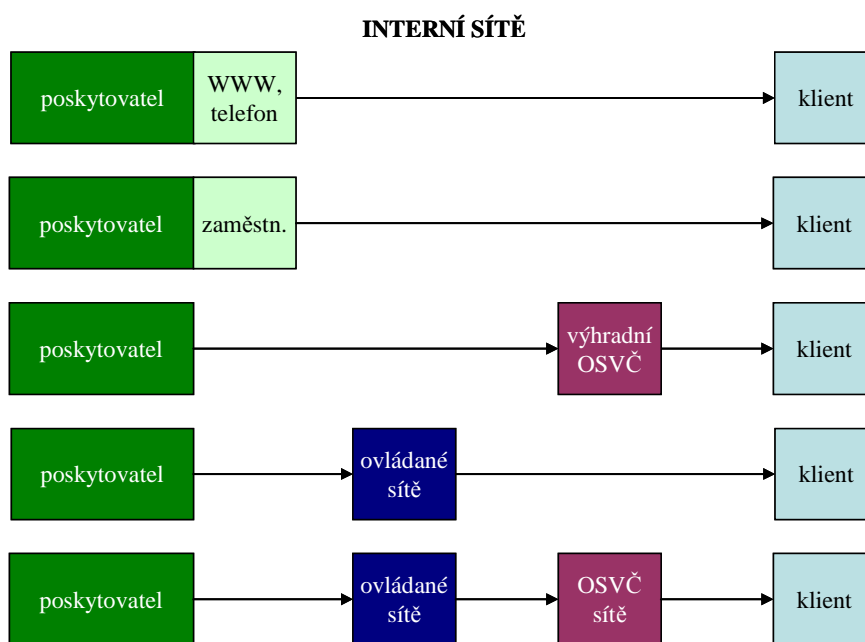 INTERNÍ SÍTĚ
poskytovatel
WWW,
telefon
klient
poskytovatel
zaměstn.
klient
poskytovatel
výhradní
OSVČ
klient
poskytovatel
ovládané
sítě
klient
poskytovatel
ovládané
sítě
OSVČ
sítě
klient